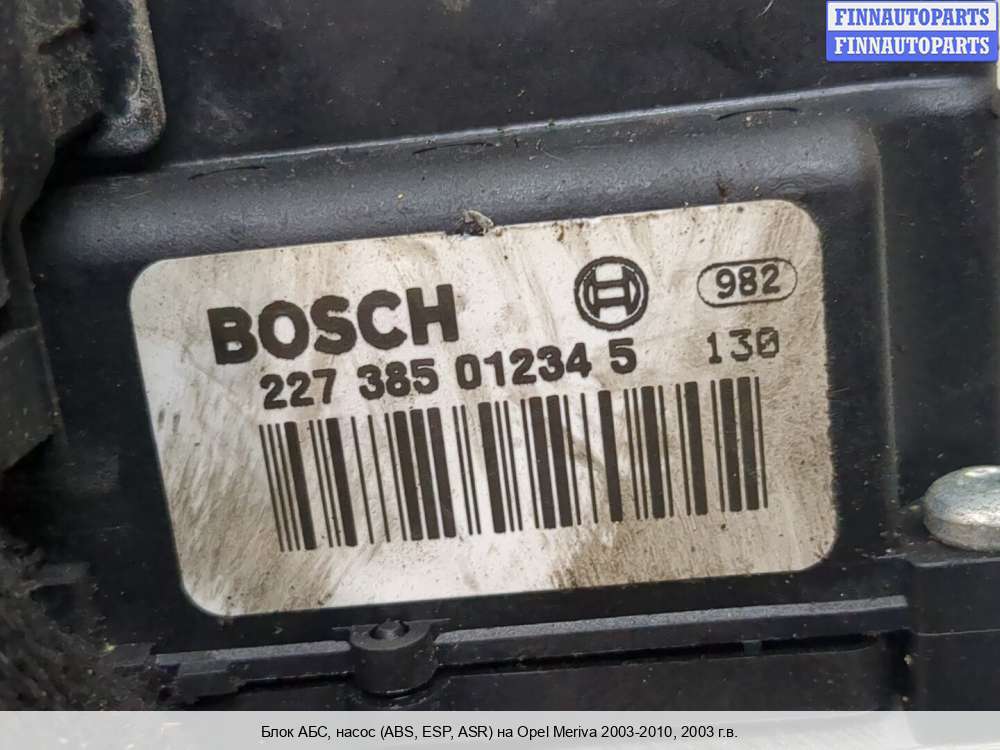 FINNAUTOPARTS
FINNAUTOPARTS
BOSCH 982
227 385 01234 5 130
Блок АБС, насос (ABS, ESP, ASR) на Opel Meriva 2003-2010, 2003 г.в.